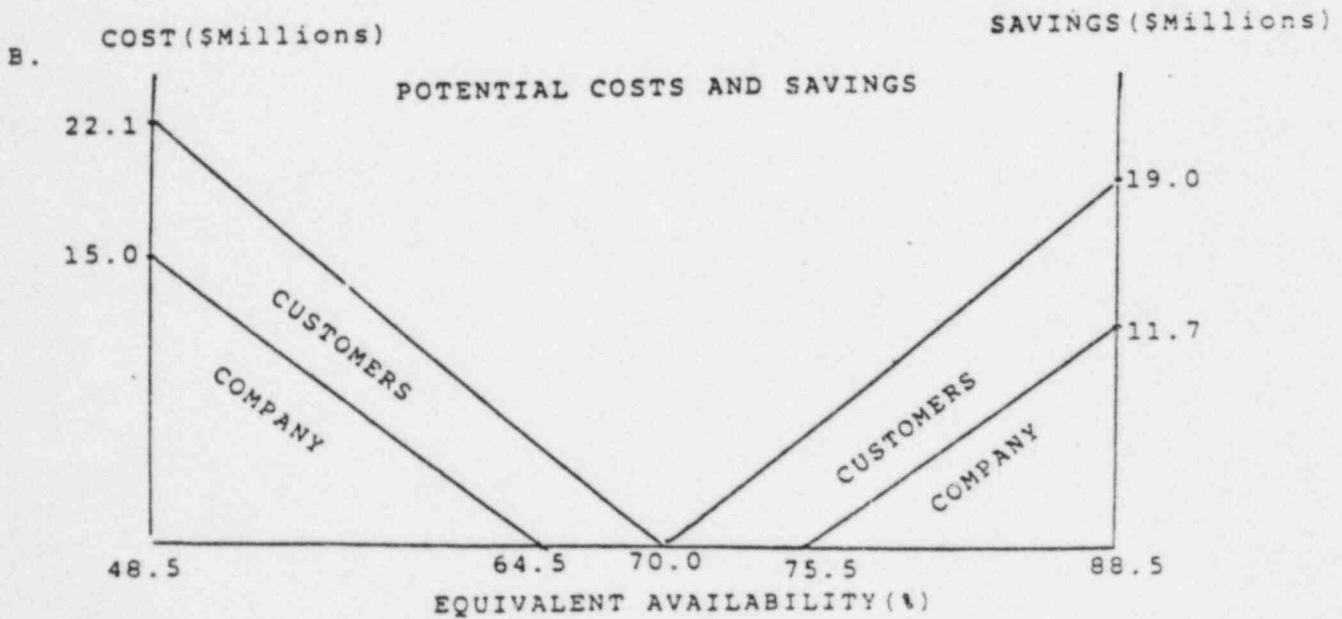 COST($Millions)
SAVINGS($Millions)
B.
POTENTIAL COSTS AND SAVINGS
22.1
19.0
15.0
11.7
CUSTOMERS
COMPANY
CUSTOMERS
COMPANY
48.5
64.5
70.0
75.5
88.5
EQUIVALENT AVAILABILITY(%)